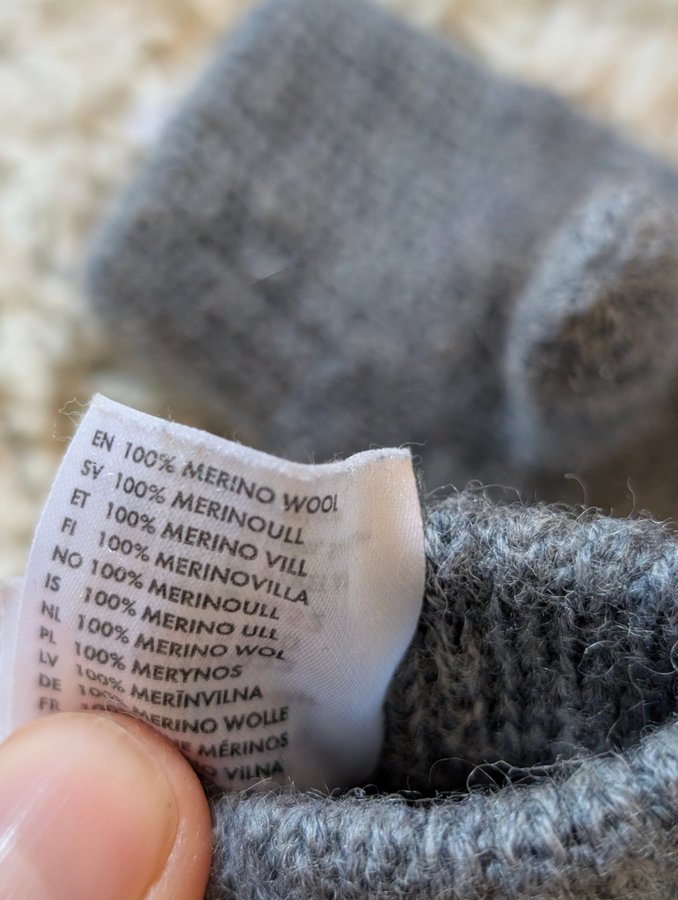 EN 100% MERINO WOOL
SV 100% MERINOULL
ET 100% MERINO VILL
FI 100% MERINOVILLA
NO 100% MERINOULL
IS 100% MERINO ULL
NL 100% MERINO WOL
PL 100% MERYNOS
LV 100% MERĪNVILNA
DE 100% MERINO WOLLE
FR MÉRINOS
VILNA